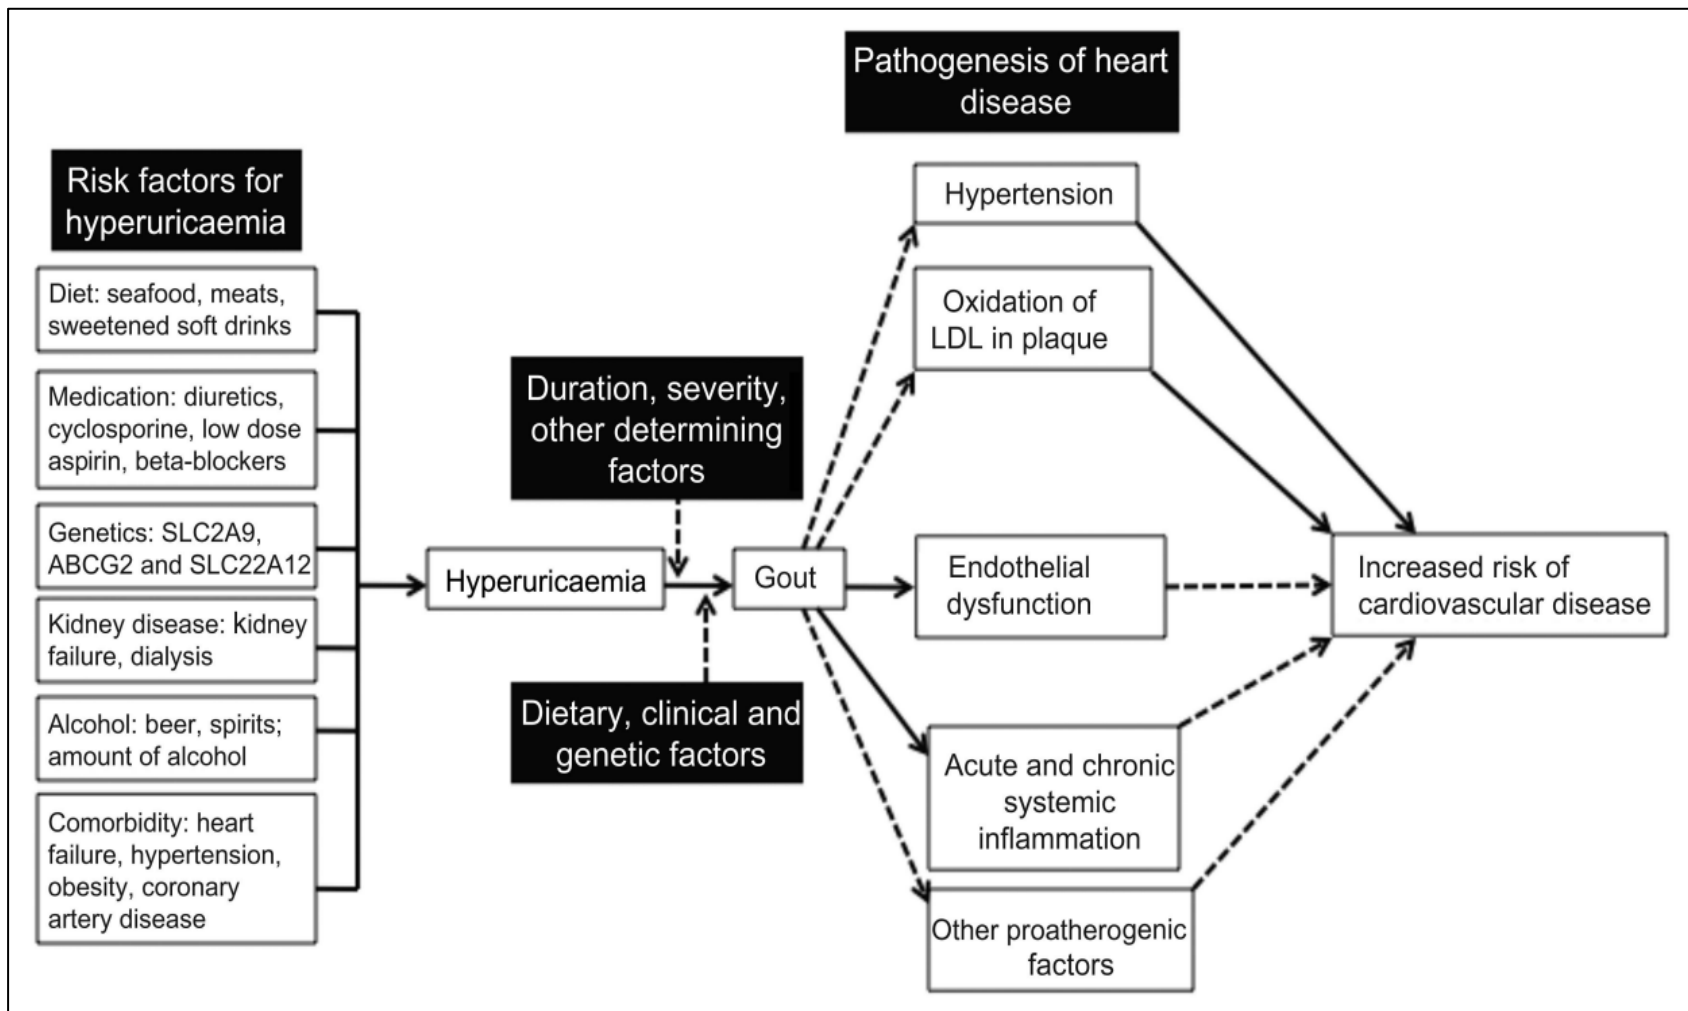 Pathogenesis of heart
disease
Risk factors for
hyperuricaemia
Diet: seafood, meats,
sweetened soft drinks
Medication: diuretics,
cyclosporine, low dose
aspirin, beta-blockers
Genetics: SLC2A9,
ABCG2 and SLC22A12
Kidney disease: kidney
failure, dialysis
Alcohol: beer, spirits;
amount of alcohol
Comorbidity: heart
failure, hypertension,
obesity, coronary
artery disease
Duration, severity,
other determining
factors
Hyperuricaemia
Gout
Dietary, clinical and
genetic factors
Hypertension
Oxidation of
LDL in plaque
Endothelial
dysfunction
Acute and chronic
systemic
inflammation
Other proatherogenic
factors
Increased risk of
cardiovascular disease